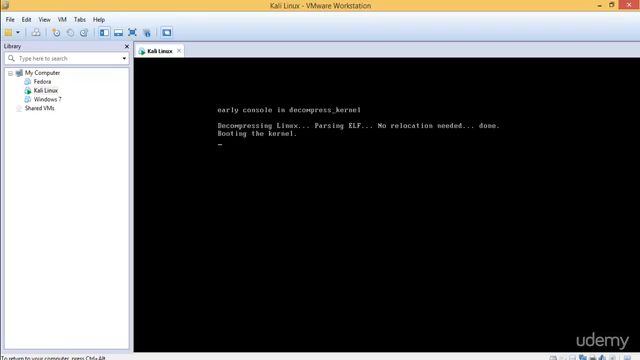 Kali Linux - VMware Workstation
File Edit View VM Tabs Help
Library
Type here to search
My Computer
Fedora
Kali Linux
Windows 7
Shared VMs
Kali Linux
early console in decompress_kernel
Decompressing Linux... Parsing ELF... No relocation needed... done.
Booting the kernel.
udemy
To return to your computer, press Ctrl+Alt.